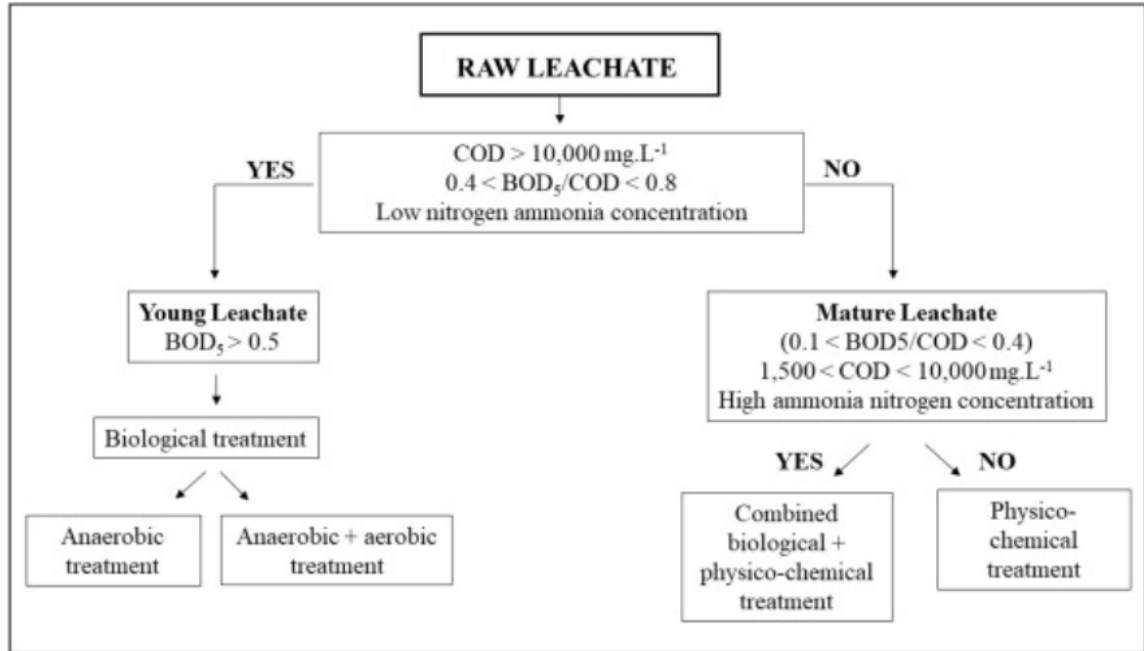 RAW LEACHATE
YES
COD > 10,000 mg.L⁻¹
0.4 < BOD₅/COD < 0.8
Low nitrogen ammonia concentration
NO
Young Leachate
BOD₅ > 0.5
Mature Leachate
(0.1 < BOD5/COD < 0.4)
1,500 < COD < 10,000 mg.L⁻¹
High ammonia nitrogen concentration
Biological treatment
YES
NO
Anaerobic
treatment
Anaerobic + aerobic
treatment
Combined
biological +
physico-chemical
treatment
Physico-
chemical
treatment